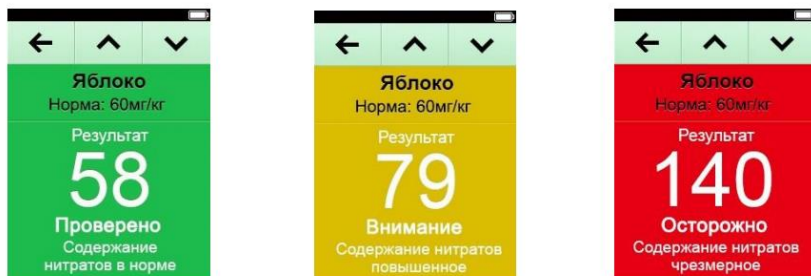 Яблоко
Норма: 60мг/кг
Результат
58
Проверено
Содержание
нитратов в норме
Яблоко
Норма: 60мг/кг
Результат
79
Внимание
Содержание нитратов
повышенное
Яблоко
Норма: 60мг/кг
Результат
140
Осторожно
Содержание нитратов
чрезмерное